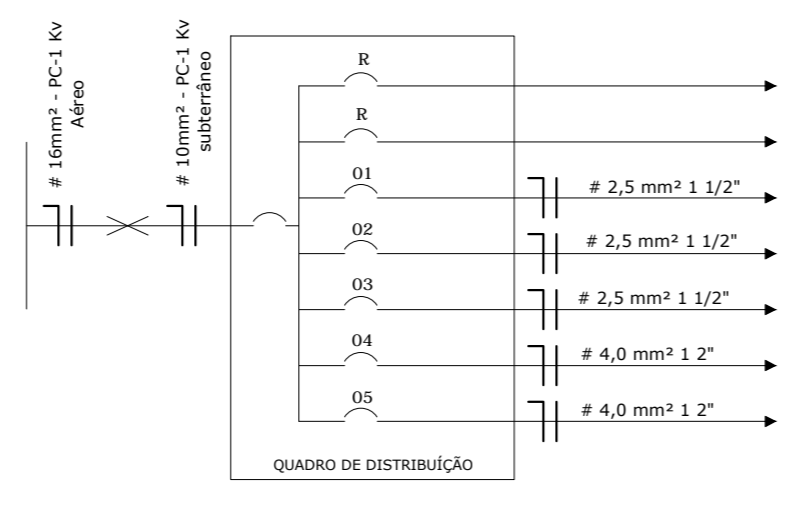 # 16mm² - PC-1 Kv
Aéreo
# 10mm² - PC-1 Kv
subterrâneo
R
R
01
# 2,5 mm² 1 1/2"
02
# 2,5 mm² 1 1/2"
03
# 2,5 mm² 1 1/2"
04
# 4,0 mm² 1 2"
05
# 4,0 mm² 1 2"
QUADRO DE DISTRIBUÍÇÃO